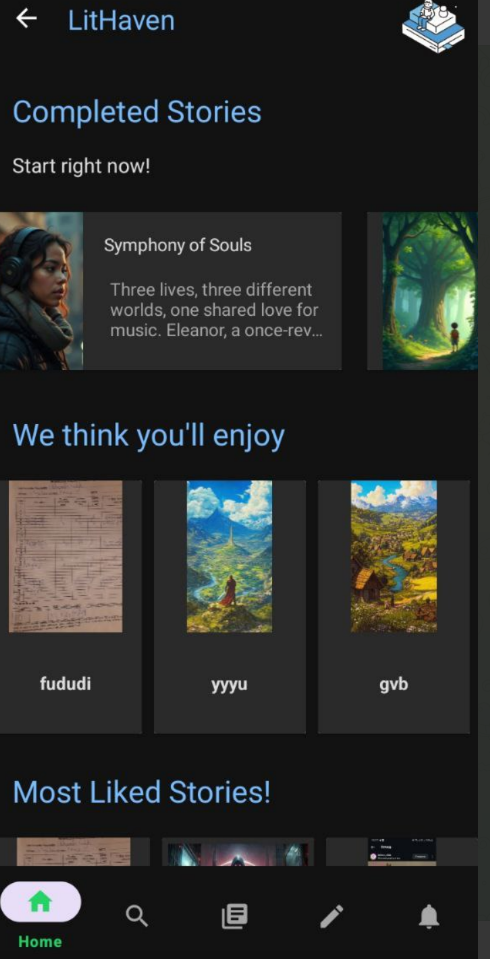 LitHaven
Completed Stories
Start right now!
Symphony of Souls
Three lives, three different
worlds, one shared love for
music. Eleanor, a once-rev...
We think you'll enjoy
fududi
yyyu
gvb
Most Liked Stories!
Home